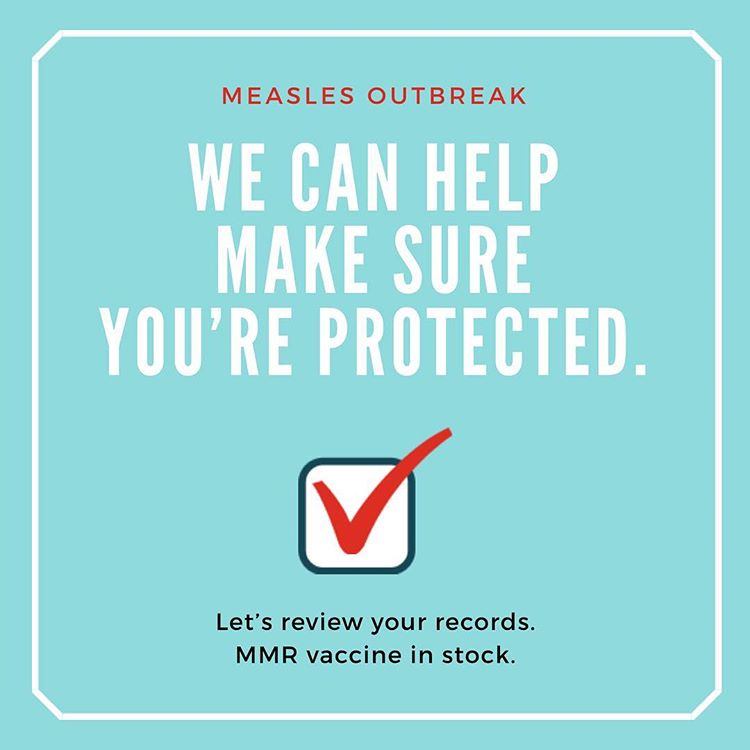 MEASLES OUTBREAK
WE CAN HELP
MAKE SURE
YOU’RE PROTECTED.
Let’s review your records.
MMR vaccine in stock.